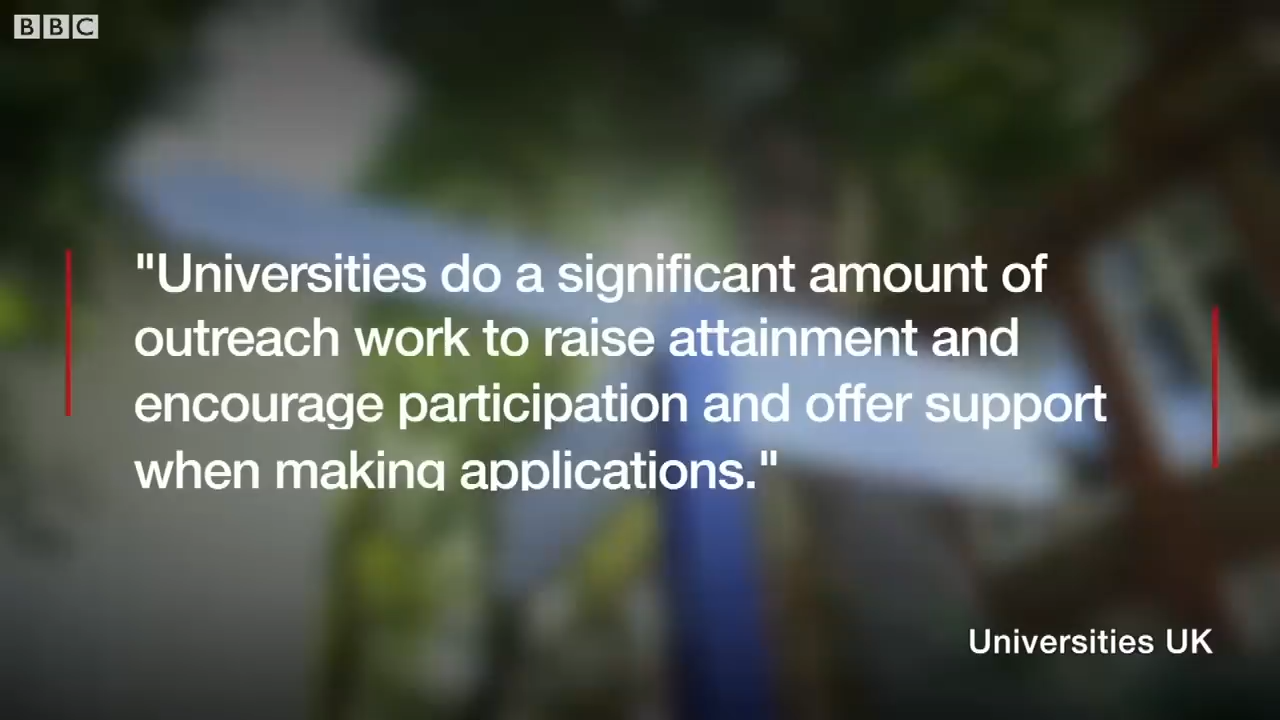 BBC
"Universities do a significant amount of
outreach work to raise attainment and
encourage participation and offer support
when making applications."
Universities UK